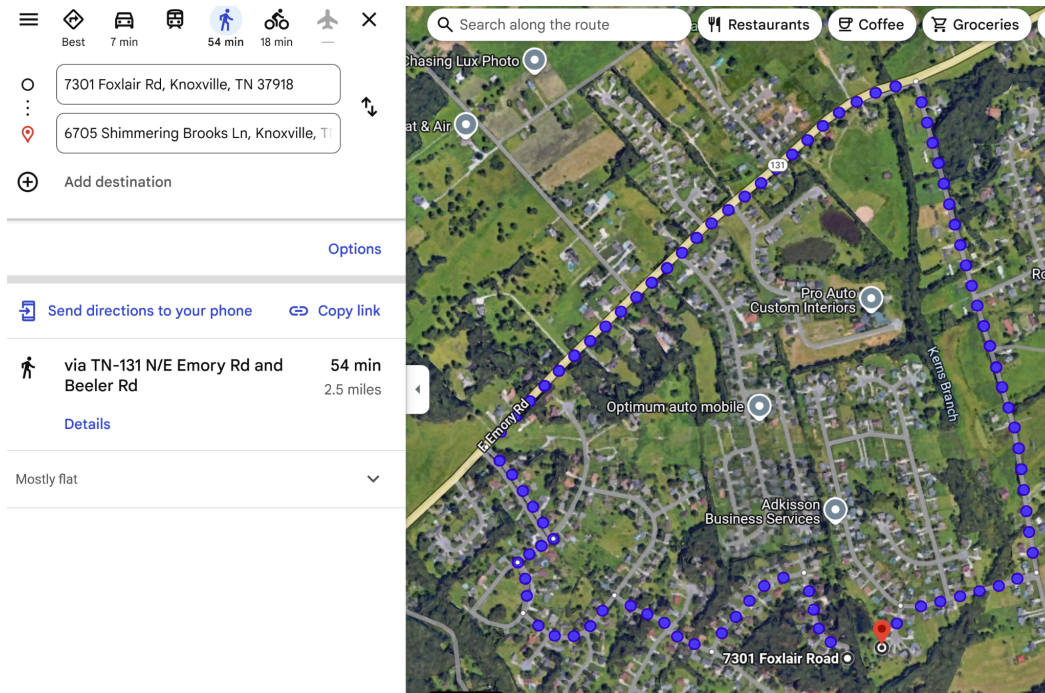 Best
7 min
54 min
18 min
—
7301 Foxlair Rd, Knoxville, TN 37918
6705 Shimmering Brooks Ln, Knoxville, T
Add destination
Options
Send directions to your phone
Copy link
via TN-131 N/E Emory Rd and
Beeler Rd
54 min
2.5 miles
Details
Mostly flat
Search along the route
Restaurants
Coffee
Groceries
Chasing Lux Photo
at & Air
131
Pro Auto
Custom Interiors
Ro
Kerns Branch
Optimum auto mobile
E Emory Rd
Adkisson
Business Services
7301 Foxlair Road